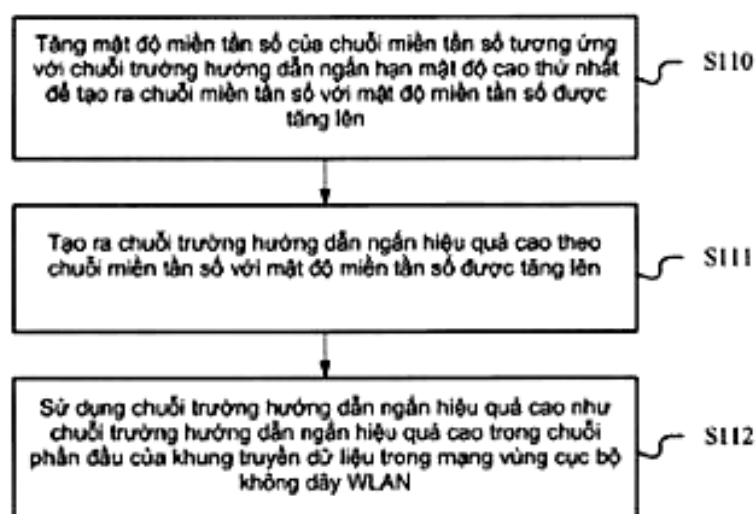 Tăng mật độ miền tần số của chuỗi miền tần số tương ứng
với chuỗi trường hướng dẫn ngắn hạn mật độ cao thứ nhất
để tạo ra chuỗi miền tần số với mật độ miền tần số được
tăng lên
S110
Tạo ra chuỗi trường hướng dẫn ngắn hiệu quả cao theo
chuỗi miền tần số với mật độ miền tần số được tăng lên
S111
Sử dụng chuỗi trường hướng dẫn ngắn hiệu quả cao như
chuỗi trường hướng dẫn ngắn hiệu quả cao trong chuỗi
phần đầu của khung truyền dữ liệu trong mạng vùng cục bộ
không dây WLAN
S112